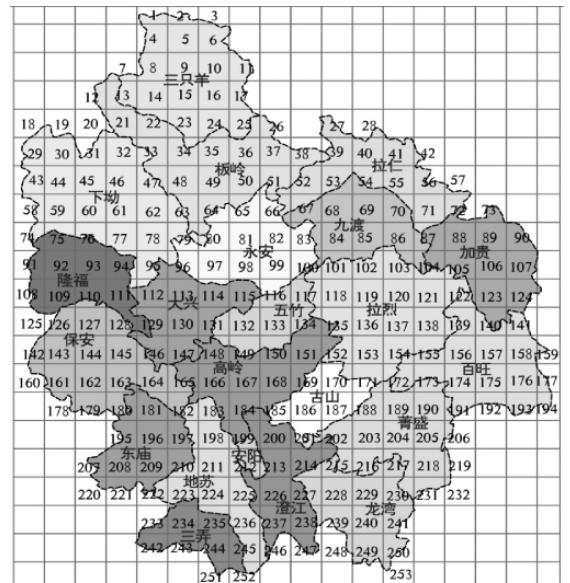 1 2 3
4 5 6
7 8 9 10 11
三只羊
12 13 14 15 16 17
18 19 20 21 22 23 24 25 26 27 28
29 30 31 32 33 34 35 36 37 38 39 40 41 42
板岭 拉仁
43 44 45 46 47 48 49 50 51 52 53 54 55 56 57
下坳
58 59 60 61 62 63 64 65 66 67 68 69 70 71 72 73
九渡
74 75 76 77 78 79 80 81 82 83 84 85 86 87 88 89 90
永安 加贵
91 92 93 94 95 96 97 98 99 100 101 102 103 104 105 106 107
隆福
108 109 110 111 112 113 114 115 116 117 118 119 120 121 122 123 124
大兴 五竹 拉烈
125 126 127 128 129 130 131 132 133 134 135 136 137 138 139 140 141
保安
142 143 144 145 146 147 148 149 150 151 152 153 154 155 156 157 158 159
高岭 百旺
160 161 162 163 164 165 166 167 168 169 170 171 172 173 174 175 176 177
古山
178 179 180 181 182 183 184 185 186 187 188 189 190 191 192 193 194
菁盛
195 196 197 198 199 200 201 202 203 204 205 206
东庙 安阳
207 208 209 210 211 212 213 214 215 216 217 218 219
地苏
220 221 222 223 224 225 226 227 228 229 230 231 232
澄江 龙湾
233 234 235 236 237 238 239 240 241
三弄
242 243 244 245 246 247 248 249 250
251 252 253